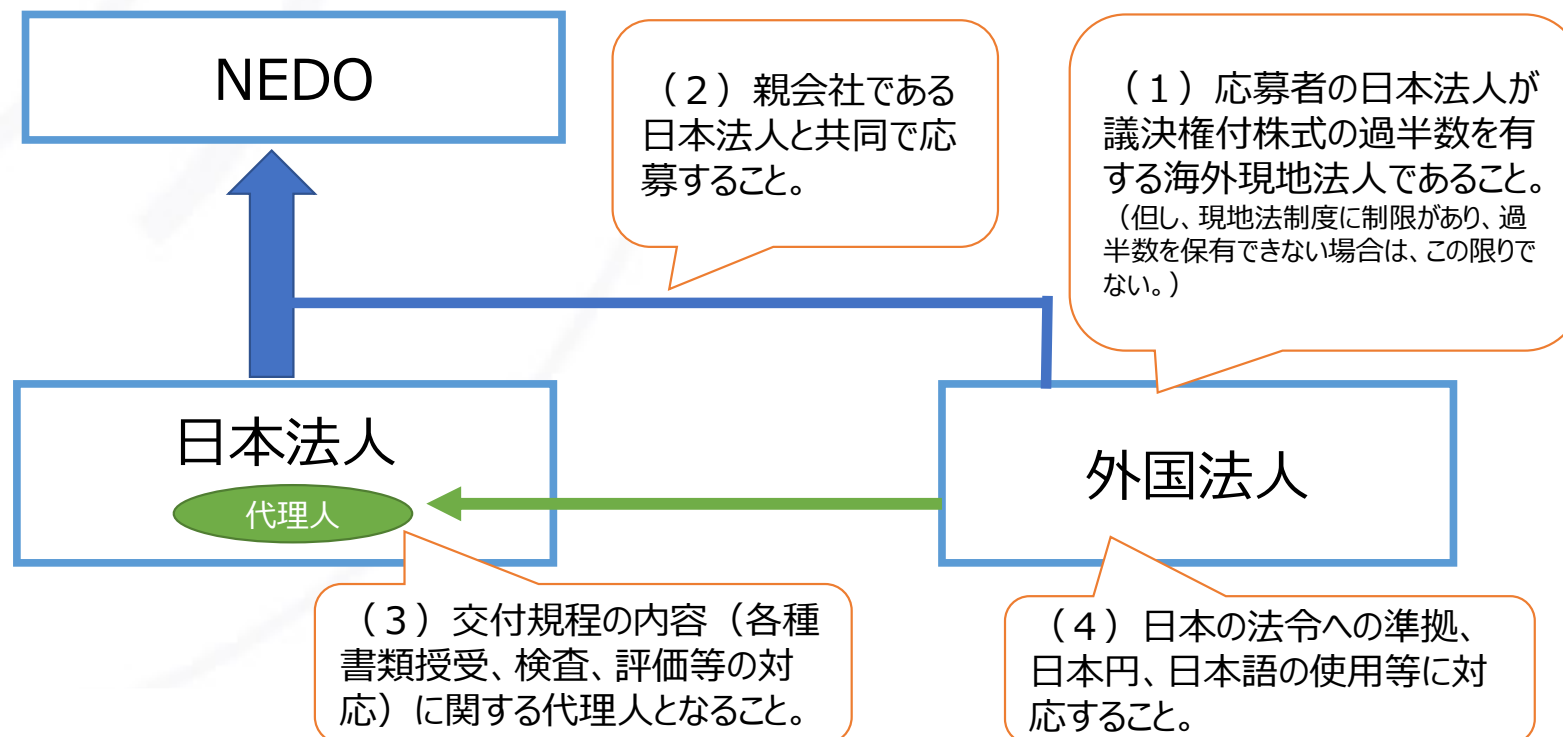 NEDO
（２）親会社である
日本法人と共同で応
募すること。
（１）応募者の日本法人が
議決権付株式の過半数を有
する海外現地法人であること。
（但し、現地法制度に制限があり、過
半数を保有できない場合は、この限りで
ない。）
日本法人
代理人
外国法人
（３）交付規程の内容（各種
書類授受、検査、評価等の対
応）に関する代理人となること。
（４）日本の法令への準拠、
日本円、日本語の使用等に対
応すること。